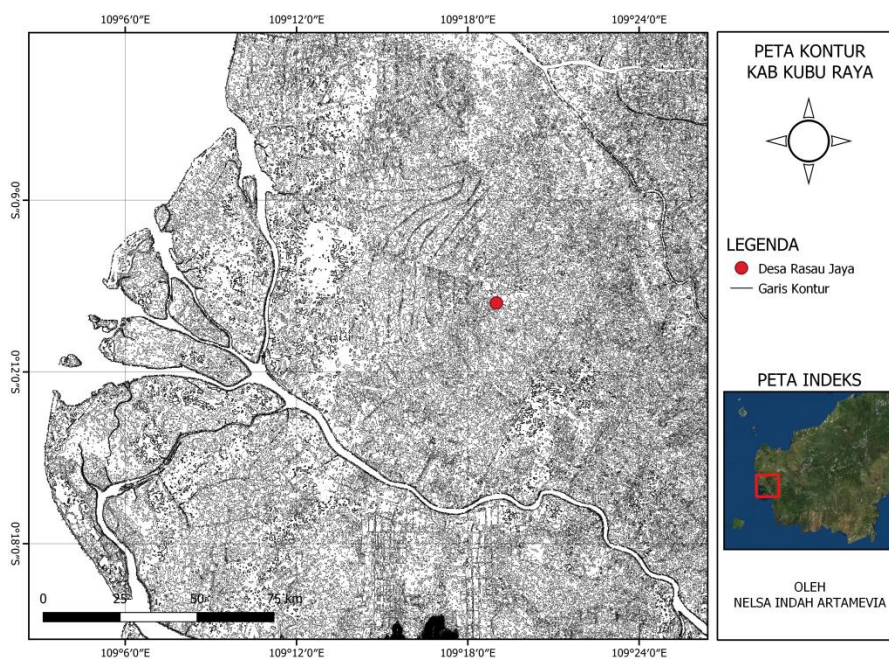 109°6'0"E 109°12'0"E 109°18'0"E 109°24'0"E
0°6'0"S
0°12'0"S
0°18'0"S
0 25 50 75 km
109°6'0"E 109°12'0"E 109°18'0"E 109°24'0"E
PETA KONTUR
KAB KUBU RAYA
LEGENDA
Desa Rasau Jaya
Garis Kontur
PETA INDEKS
OLEH
NELSA INDAH ARTAMEVIA